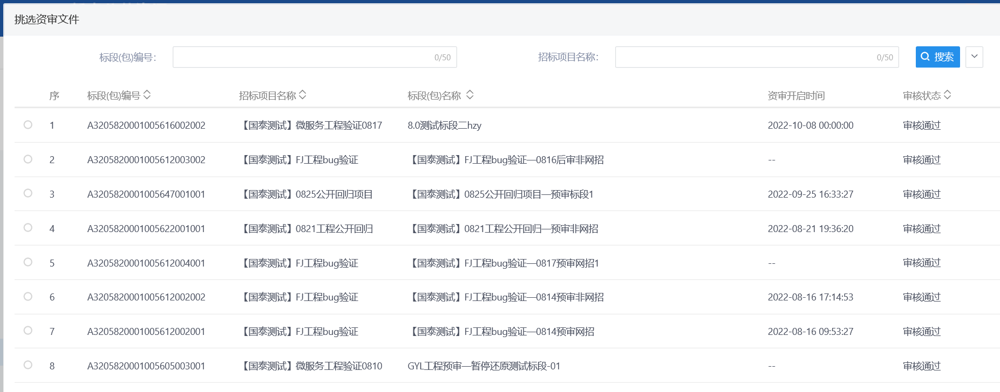 挑选资审文件
标段(包)编号: 0/50 招标项目名称: 0/50 搜索
序 标段(包)编号 招标项目名称 标段(包)名称 资审开启时间 审核状态
1 A3205820001005616002002 【国泰测试】微服务工程验证0817 8.0测试标段二hzy 2022-10-08 00:00:00 审核通过
2 A3205820001005612003002 【国泰测试】FJ工程bug验证 【国泰测试】FJ工程bug验证—0816后审非网招 -- 审核通过
3 A3205820001005647001001 【国泰测试】0825公开回归项目 【国泰测试】0825公开回归项目—预审标段1 2022-09-25 16:33:27 审核通过
4 A3205820001005622001001 【国泰测试】0821工程公开回归 【国泰测试】0821工程公开回归—预审非网招 2022-08-21 19:36:20 审核通过
5 A3205820001005612004001 【国泰测试】FJ工程bug验证 【国泰测试】FJ工程bug验证—0817预审网招1 -- 审核通过
6 A3205820001005612002002 【国泰测试】FJ工程bug验证 【国泰测试】FJ工程bug验证—0814预审非网招 2022-08-16 17:14:53 审核通过
7 A3205820001005612002001 【国泰测试】FJ工程bug验证 【国泰测试】FJ工程bug验证—0814预审网招 2022-08-16 09:53:27 审核通过
8 A3205820001005605003001 【国泰测试】微服务工程验证0810 GYL工程预审—暂停还原测试标段-01 -- 审核通过